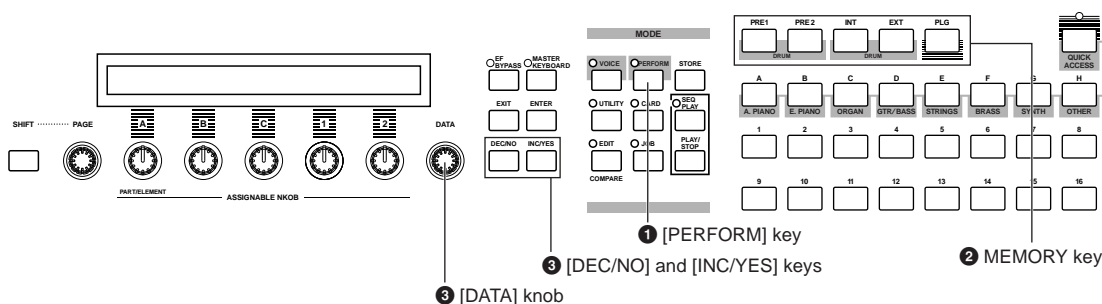 PRE1 PRE 2 INT EXT PLG
MODE
DRUM DRUM
EF BYPASS MASTER KEYBOARD VOICE PERFORM STORE QUICK ACCESS
A B C D E F G H
EXIT ENTER UTILITY CARD SEQ PLAY A. PIANO E. PIANO ORGAN GTR/BASS STRINGS BRASS SYNTH OTHER
SHIFT PAGE A B C 1 2 DATA
1 2 3 4 5 6 7 8
DEC/NO INC/YES EDIT JOB PLAY/STOP
COMPARE
9 10 11 12 13 14 15 16
PART/ELEMENT
ASSIGNABLE NKOB
❶ [PERFORM] key
❷ MEMORY key
❸ [DEC/NO] and [INC/YES] keys
❸ [DATA] knob